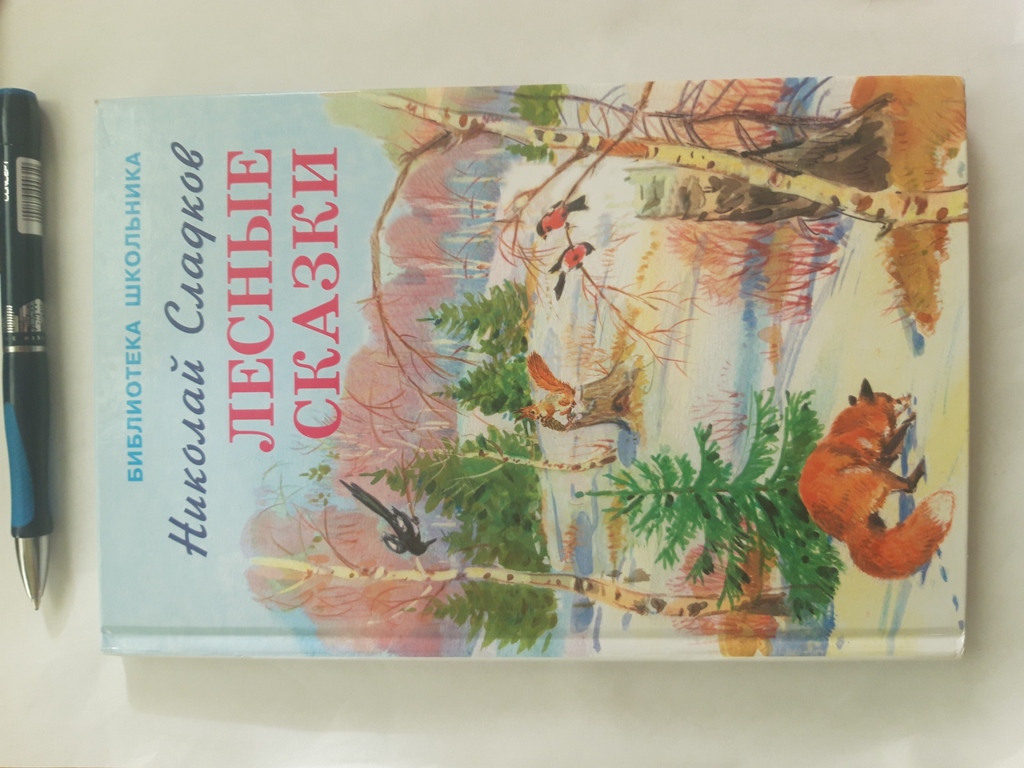 БИБЛИОТЕКА ШКОЛЬНИКА
Николай Сладков
ЛЕСНЫЕ
СКАЗКИ